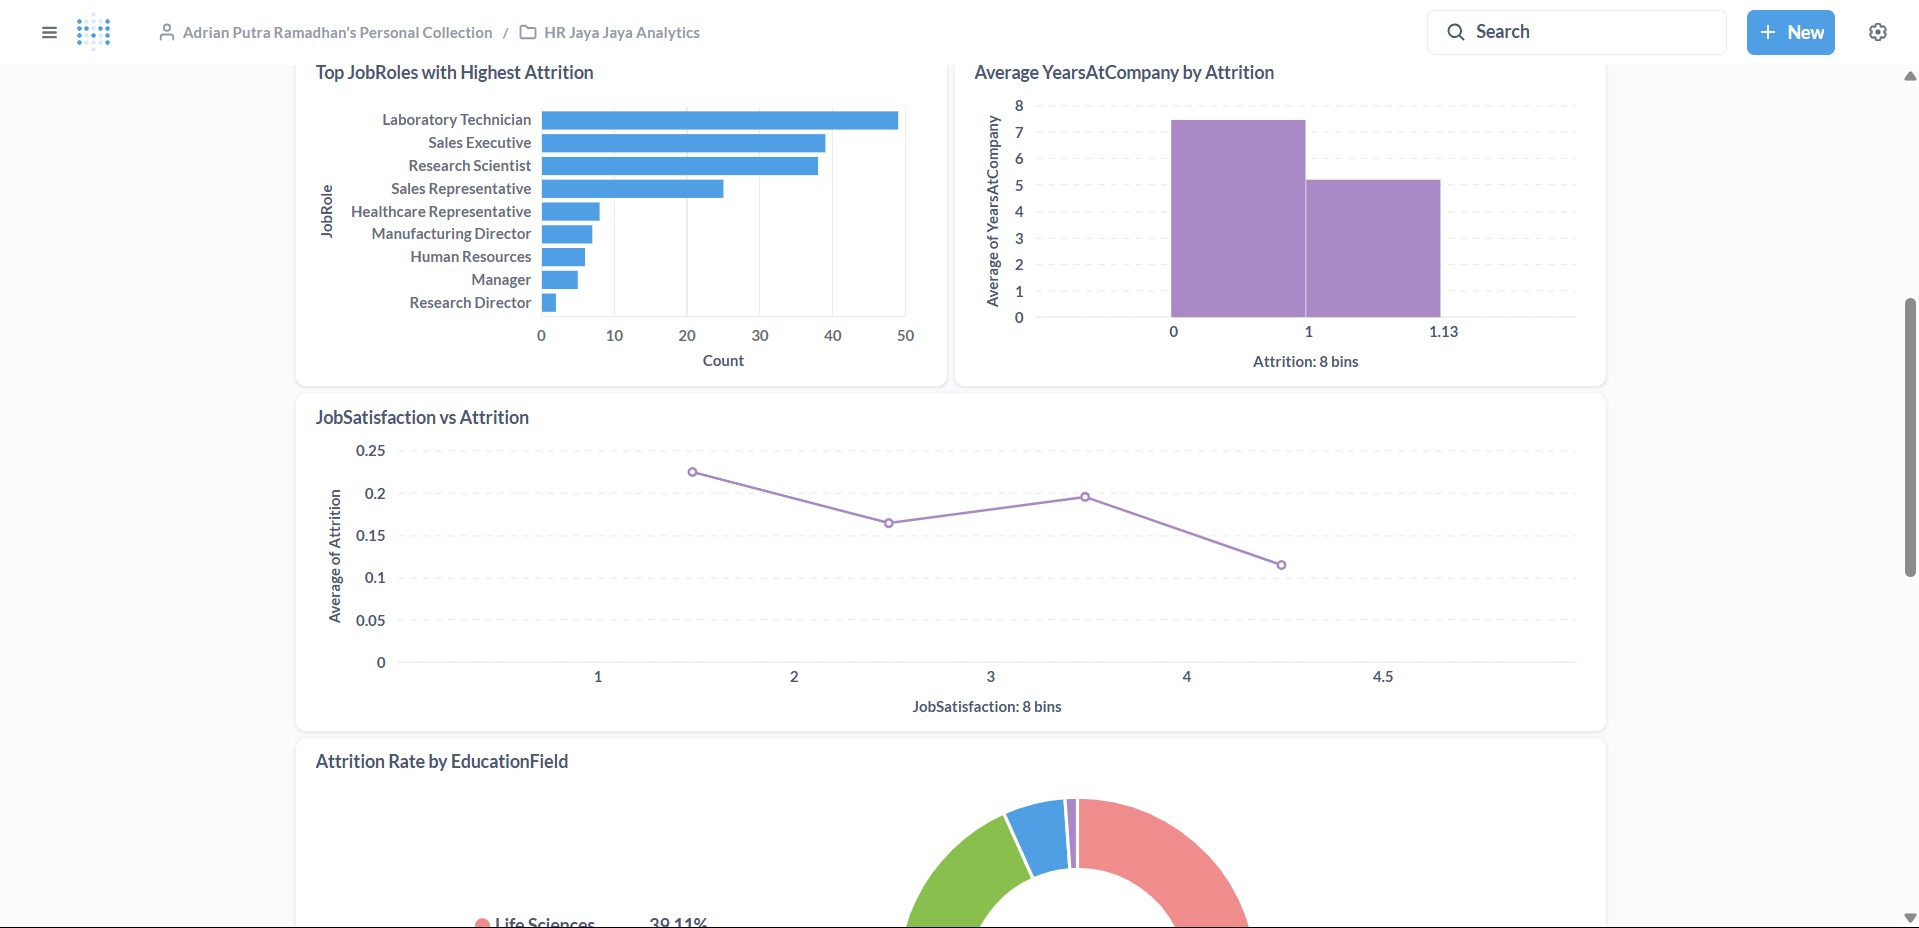 Adrian Putra Ramadhan's Personal Collection / HR Jaya Jaya Analytics
Search
New
Top JobRoles with Highest Attrition
JobRole
Laboratory Technician
Sales Executive
Research Scientist
Sales Representative
Healthcare Representative
Manufacturing Director
Human Resources
Manager
Research Director
0 10 20 30 40 50
Count
Average YearsAtCompany by Attrition
Average of YearsAtCompany
8
7
6
5
4
3
2
1
0
0 1 1.13
Attrition: 8 bins
JobSatisfaction vs Attrition
Average of Attrition
0.25
0.2
0.15
0.1
0.05
0
1 2 3 4 4.5
JobSatisfaction: 8 bins
Attrition Rate by EducationField
Life Sciences 39.11%